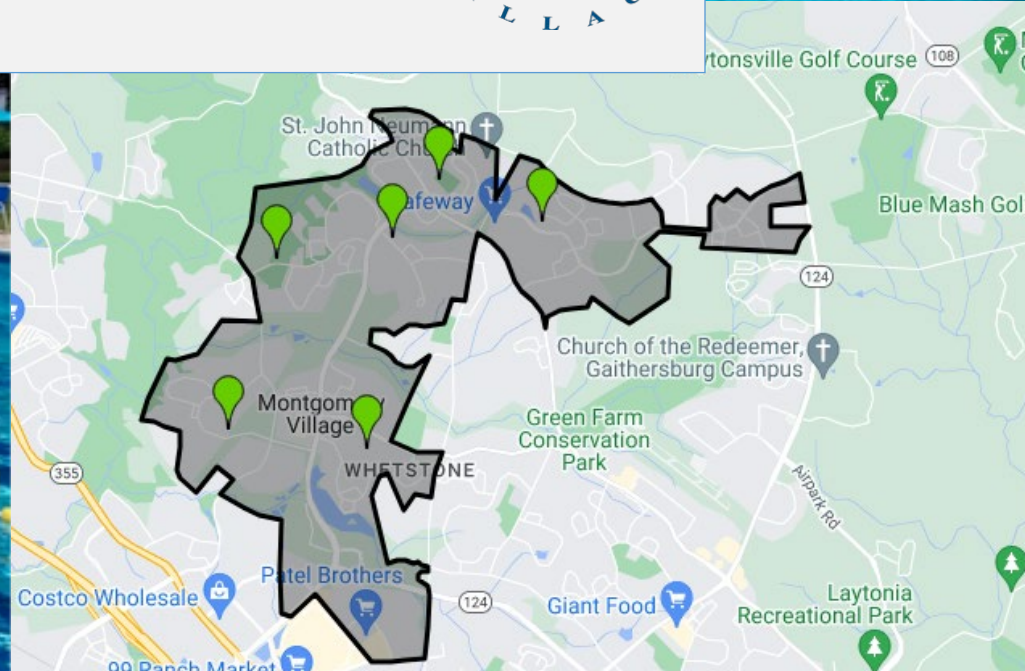 L L A
ytonsville Golf Course
108
St. John Neumann
Catholic Church
Safeway
Blue Mash Gol
124
Church of the Redeemer,
Gaithersburg Campus
Montgomery
Village
Green Farm
Conservation
Park
WHETSTONE
355
Airpark Rd
Patel Brothers
Costco Wholesale
124
Giant Food
Laytonia
Recreational Park
99 Ranch Market